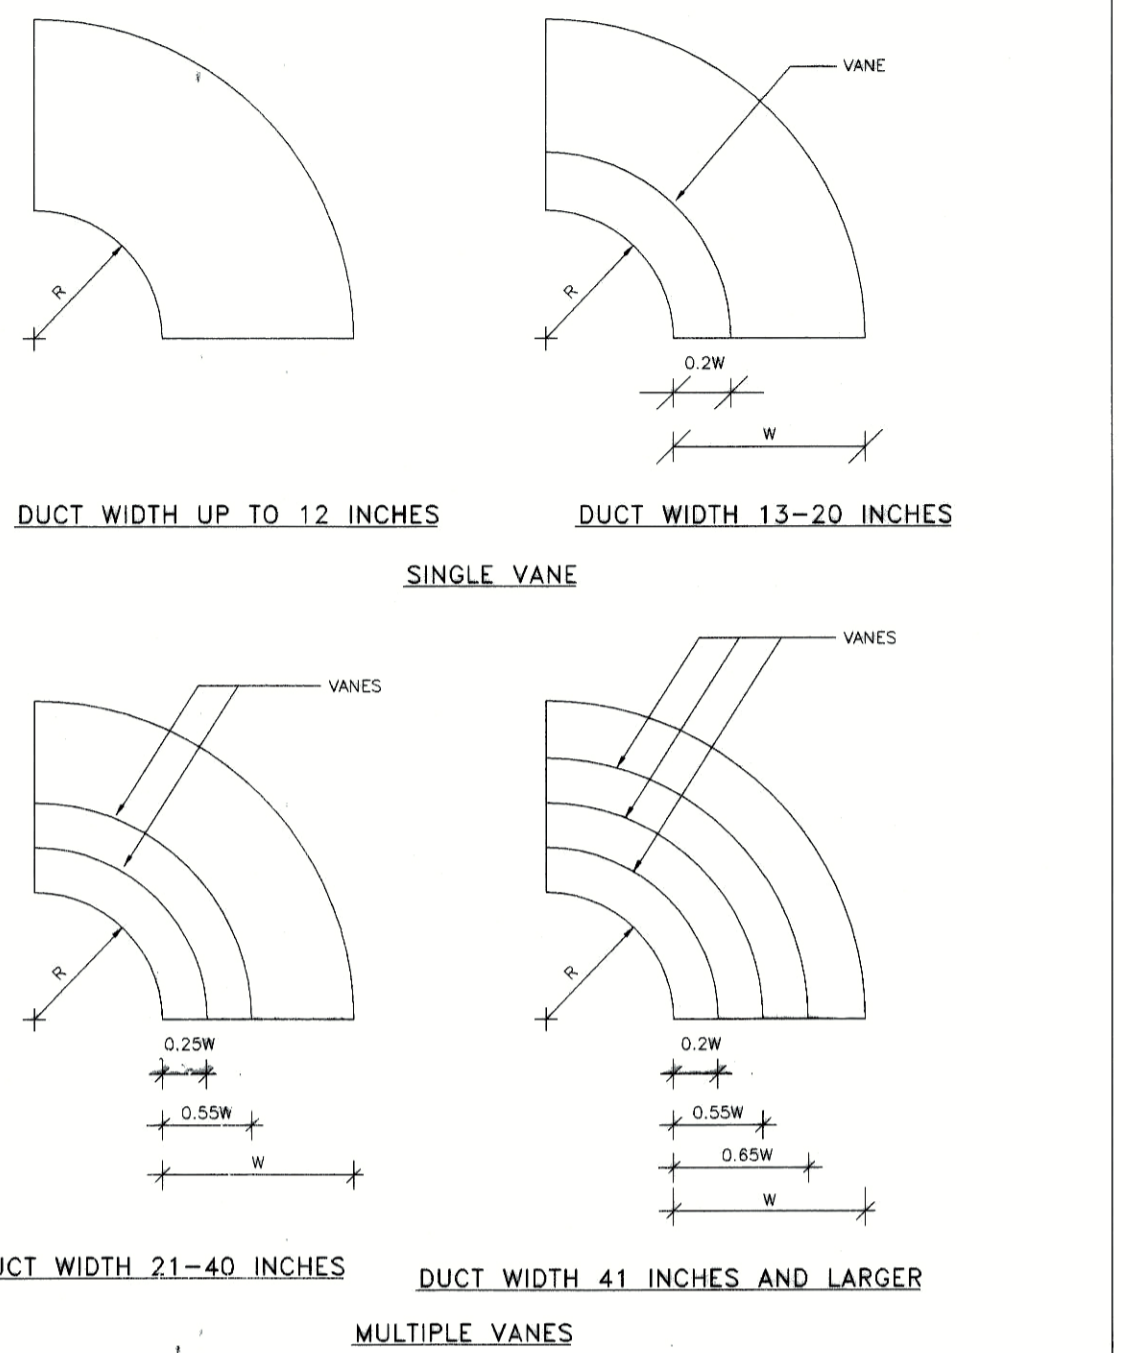 VANE
R
R
0.2W
W
DUCT WIDTH UP TO 12 INCHES
DUCT WIDTH 13-20 INCHES
SINGLE VANE
VANES
VANES
R
R
0.25W
0.55W
W
0.2W
0.55W
0.65W
W
UCT WIDTH 21-40 INCHES
DUCT WIDTH 41 INCHES AND LARGER
MULTIPLE VANES